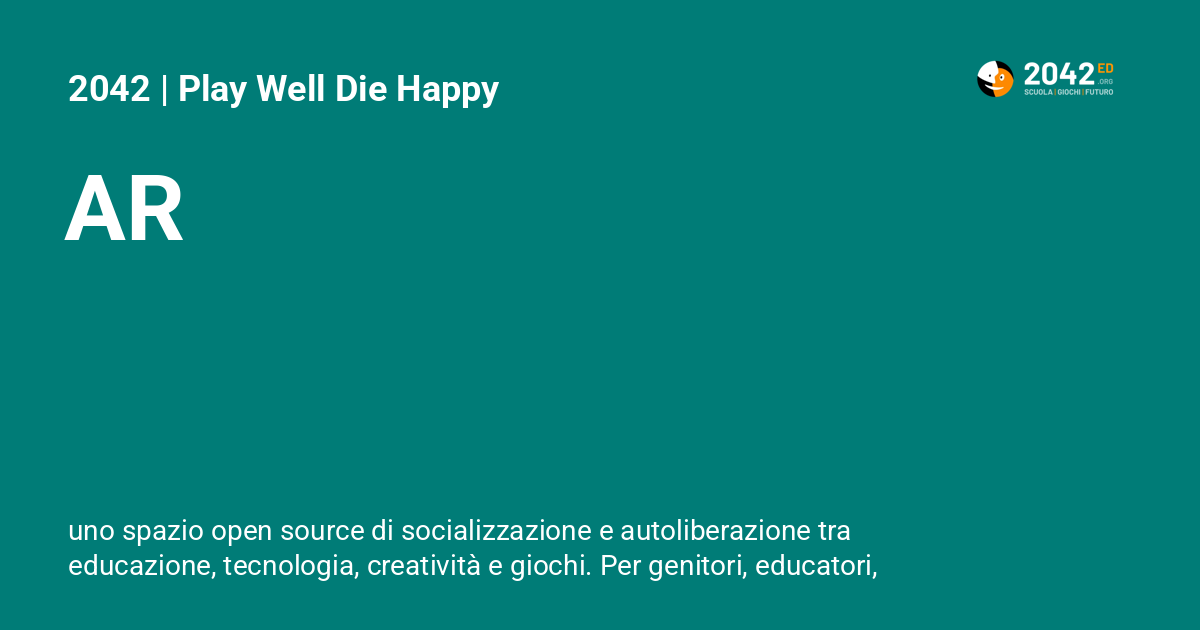 2042 | Play Well Die Happy
2042 ED
.ORG
SCUOLA | GIOCHI | FUTURO
AR
uno spazio open source di socializzazione e autoliberazione tra
educazione, tecnologia, creatività e giochi. Per genitori, educatori,